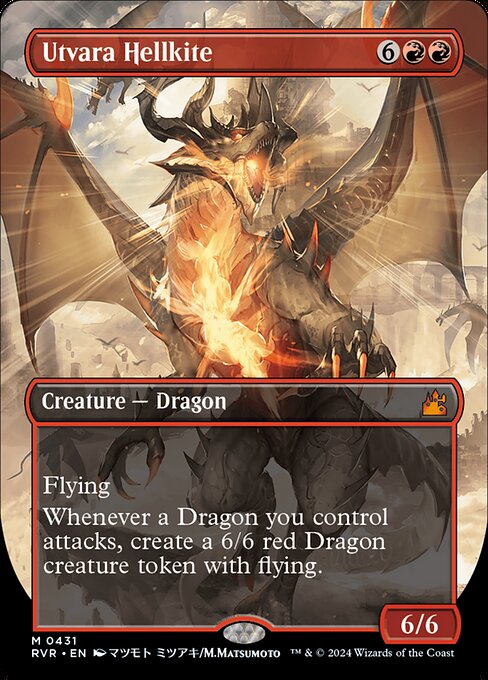 Utvara Hellkite 6
Creature — Dragon
Flying
Whenever a Dragon you control
attacks, create a 6/6 red Dragon
creature token with flying.
6/6
M 0431
RVR • EN マツモト ミツアキ/M.MATSUMOTO ™ & © 2024 Wizards of the Coast